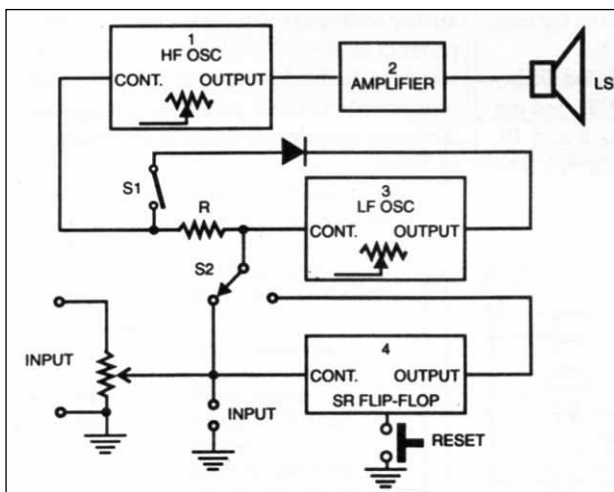 1
HF OSC
CONT. OUTPUT
2
AMPLIFIER
LS
S1
R
3
LF OSC
CONT. OUTPUT
S2
INPUT
4
CONT. OUTPUT
SR FLIP-FLOP
INPUT
RESET